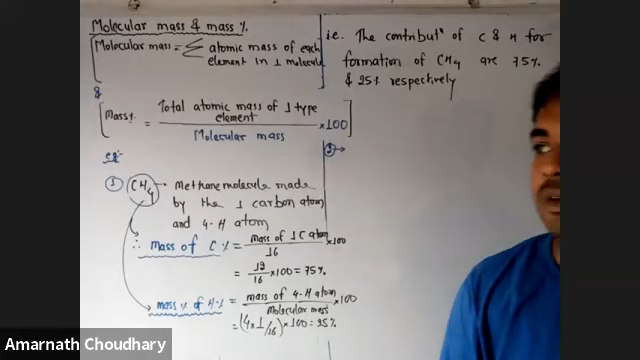 Molecular mass & mass %
Molecular mass = Σ atomic mass of each
element in 1 molecule
&
Mass% = Total atomic mass of 1 type
element
Molecular mass
×100
eg:-
① CH4 → Methane molecule made
by the 1 carbon atom
and 4-H atom
∴ Mass of C % = mass of 1 C atom ×100
16
= 12/16 ×100 = 75%
mass % of H.% = mass of 4-H atom ×100
Molecular mass
= (4×1/16) ×100 = 25%
i.e. The contribuⁿ of C & H for
formation of CH4 are 75%
& 25% respectively
② →
Amarnath Choudhary